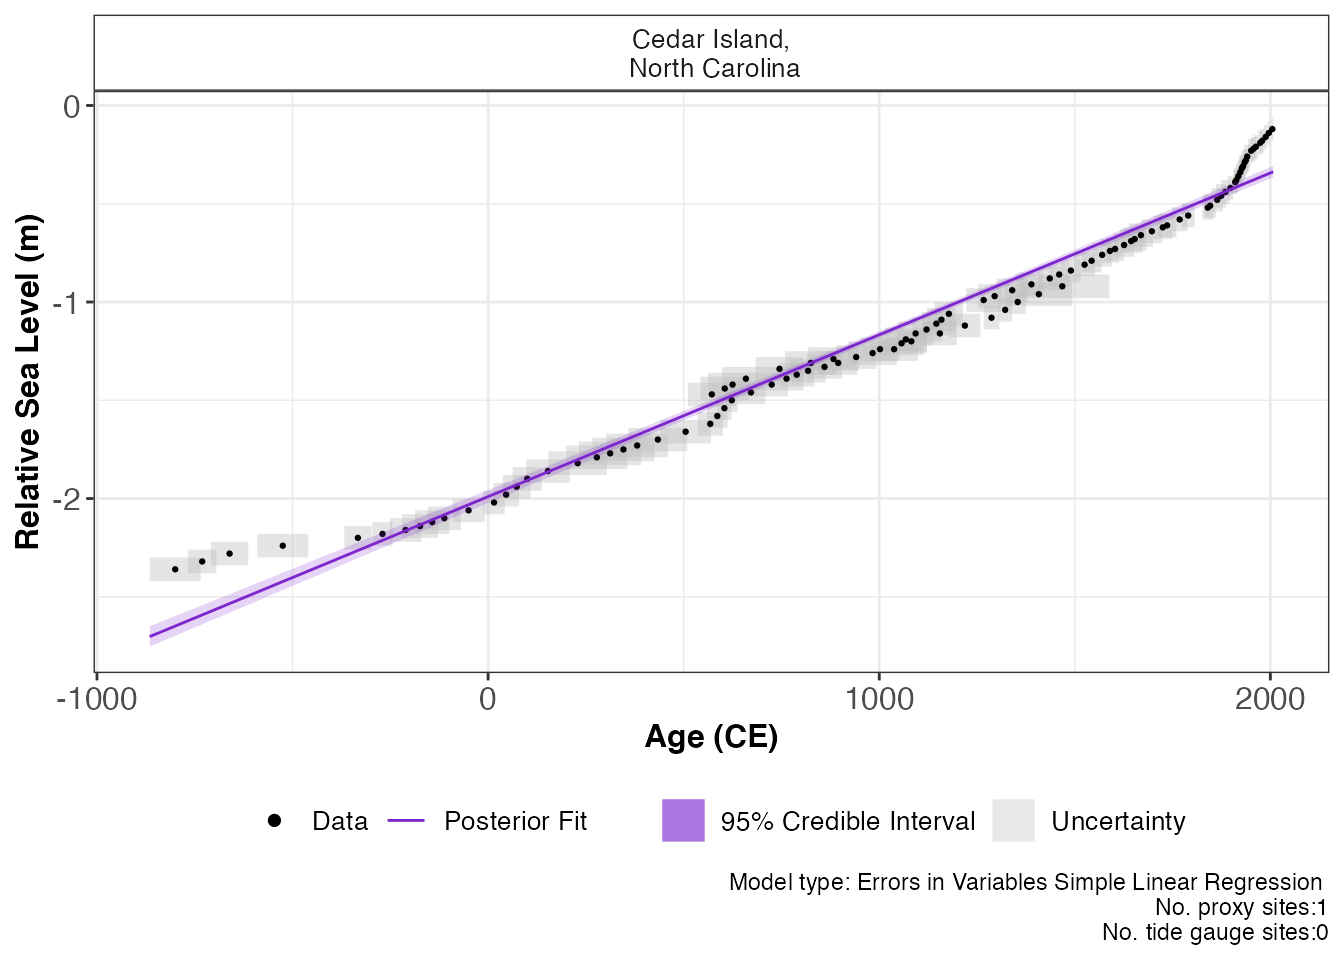 Cedar Island,
North Carolina
0
-1
-2
Relative Sea Level (m)
-1000
0
1000
2000
Age (CE)
Data
Posterior Fit
95% Credible Interval
Uncertainty
Model type: Errors in Variables Simple Linear Regression
No. proxy sites:1
No. tide gauge sites:0